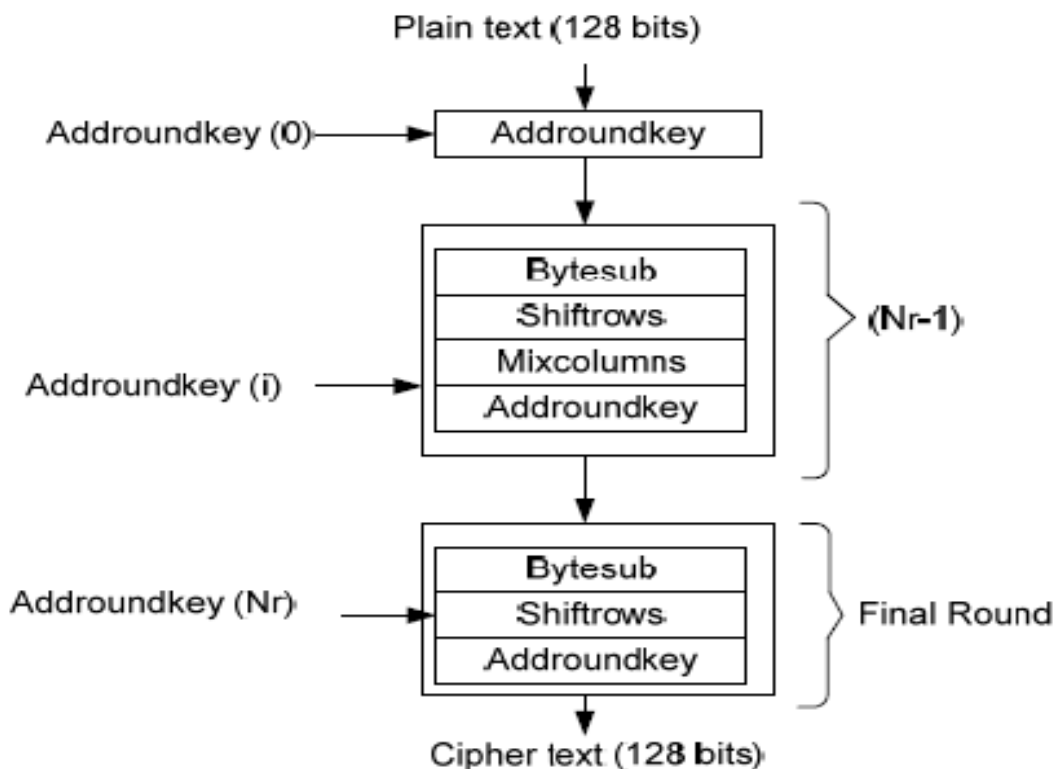 Plain text (128 bits)
Addroundkey (0)
Addroundkey
Bytesub
Shiftrows
Mixcolumns
Addroundkey
(Nr-1)
Addroundkey (i)
Bytesub
Shiftrows
Addroundkey
Addroundkey (Nr)
Final Round
Cipher text (128 bits)